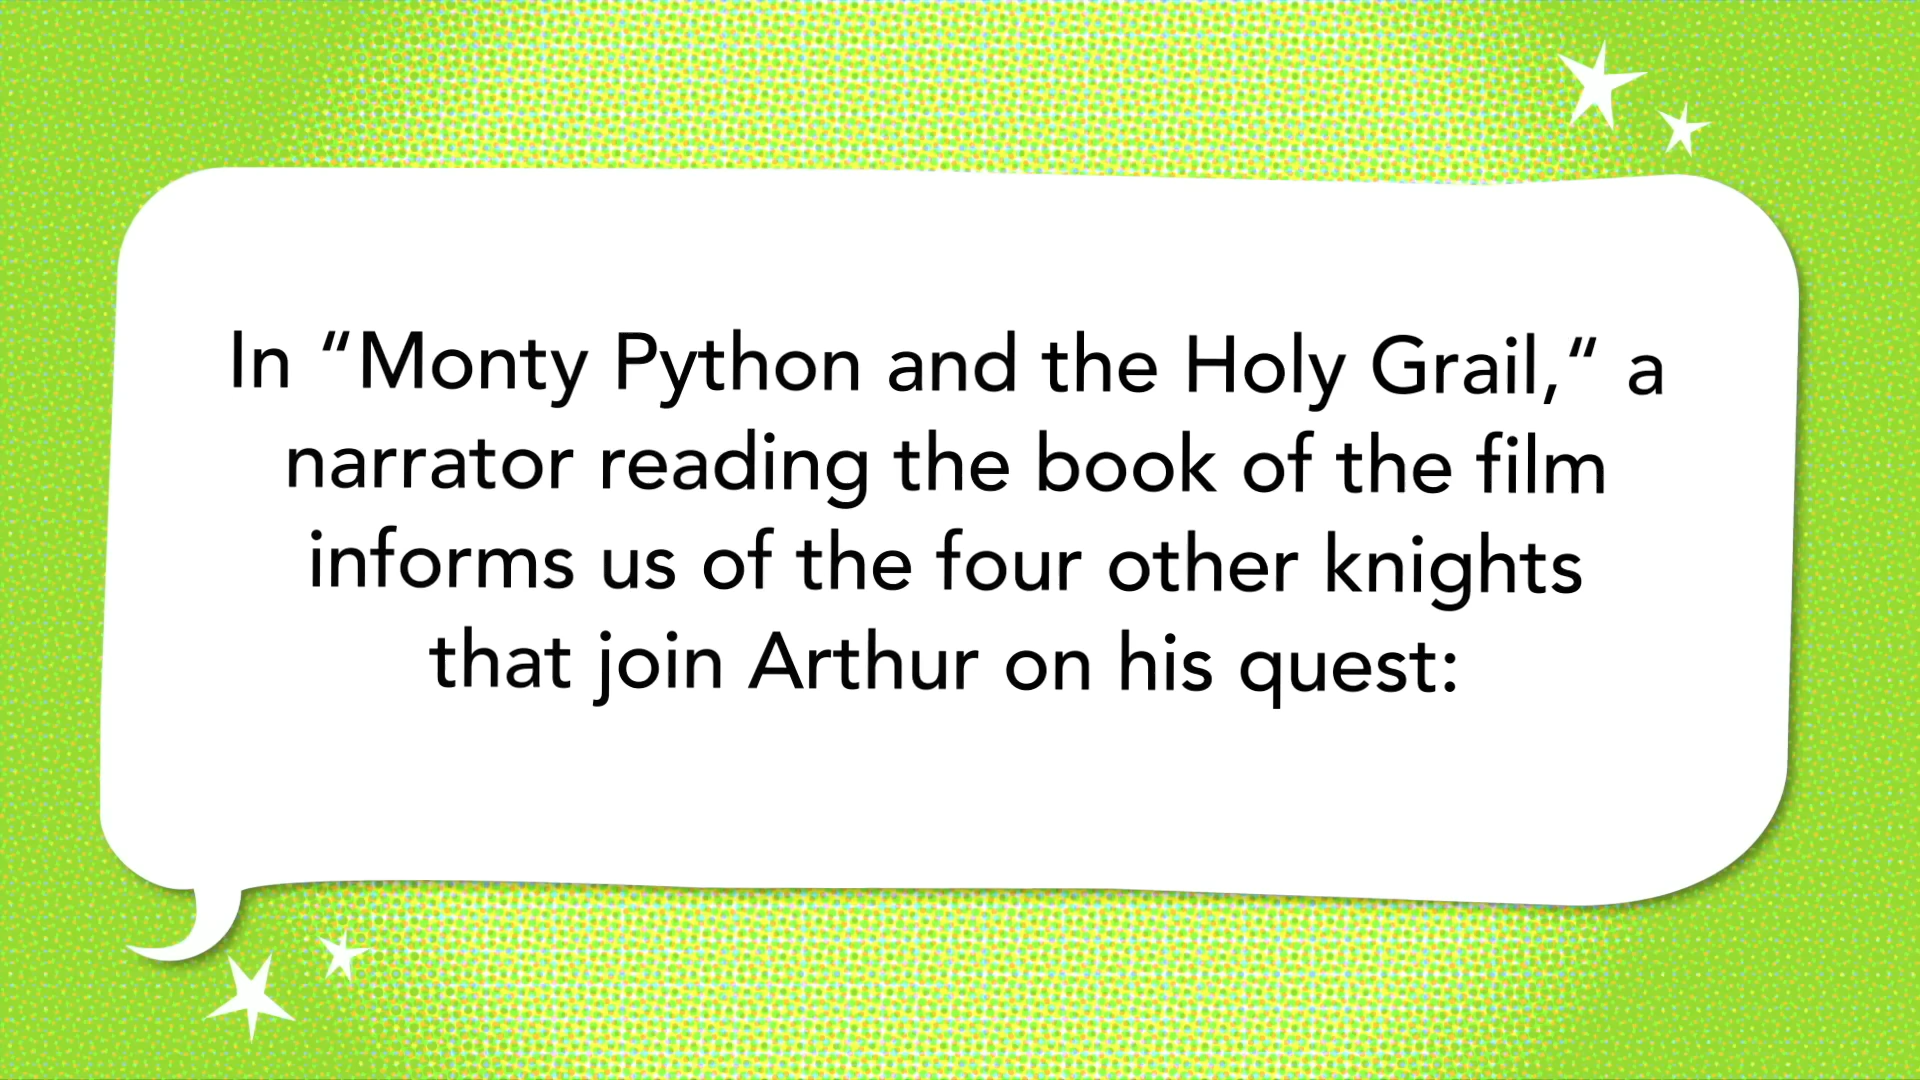 In “Monty Python and the Holy Grail,“ a
narrator reading the book of the film
informs us of the four other knights
that join Arthur on his quest: